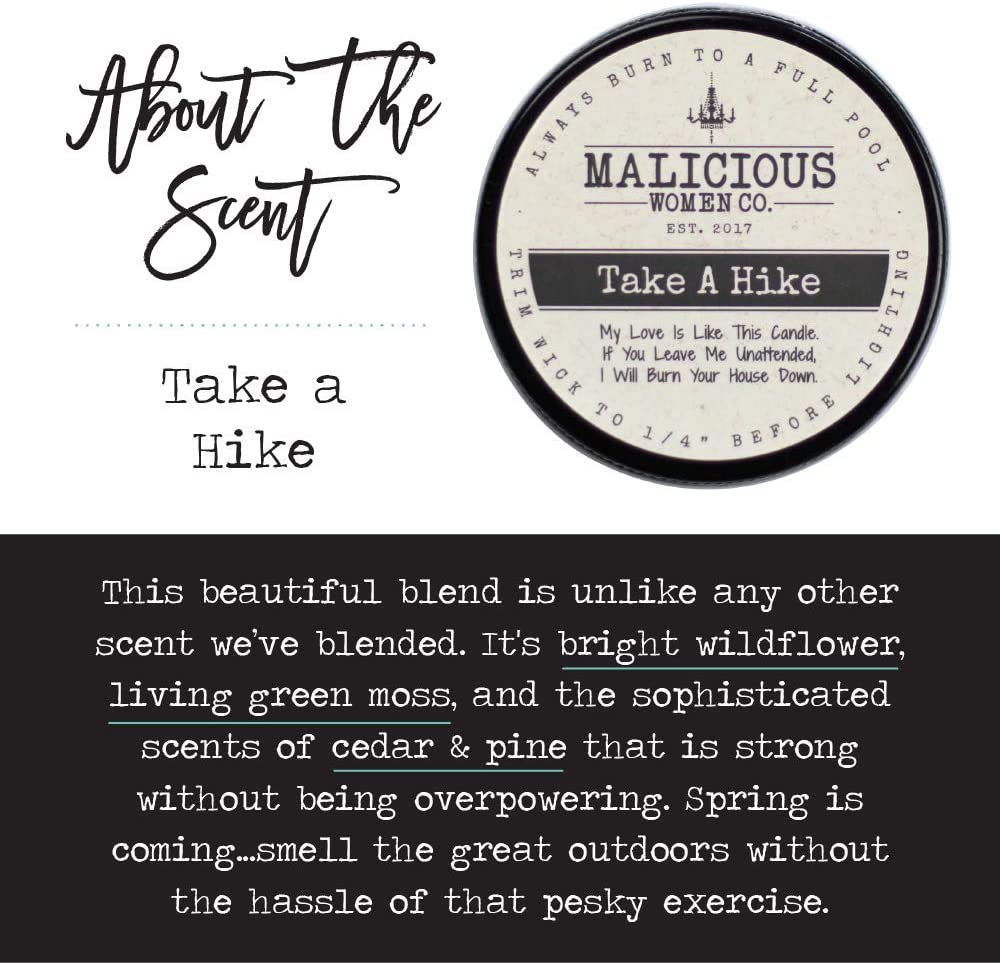 About The
Scent
Take a
Hike
ALWAYS BURN TO A FULL POOL
MALICIOUS
WOMEN CO.
EST. 2017
Take A Hike
My Love Is Like This Candle.
If You Leave Me Unattended,
I Will Burn Your House Down.
TRIM WICK TO 1/4" BEFORE LIGHTING
This beautiful blend is unlike any other
scent we've blended. It's bright wildflower,
living green moss, and the sophisticated
scents of cedar & pine that is strong
without being overpowering. Spring is
coming...smell the great outdoors without
the hassle of that pesky exercise.